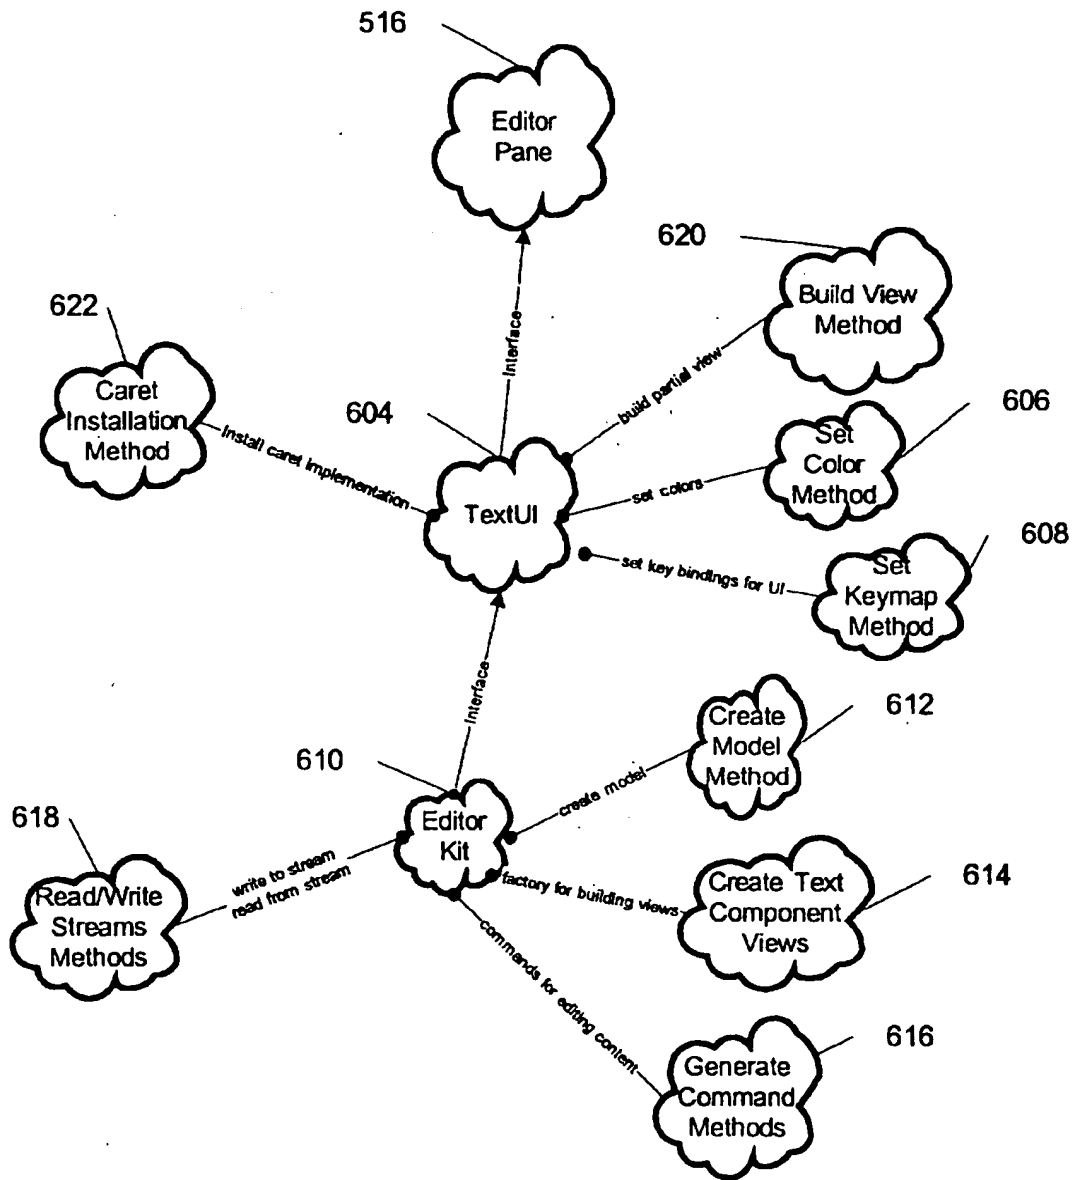 516
Editor
Pane
620
Build View
Method
622
Caret
Installation
Method
Interface
build partial view
604
606
Set
Color
Method
Install caret implementation
TextUI
set colors
608
set key bindings for UI
Set
Keymap
Method
Interface
612
Create
Model
Method
610
create model
Editor
Kit
618
write to stream
read from stream
Read/Write
Streams
Methods
factory for building views
Create Text
Component
Views
614
commands for editing content
616
Generate
Command
Methods